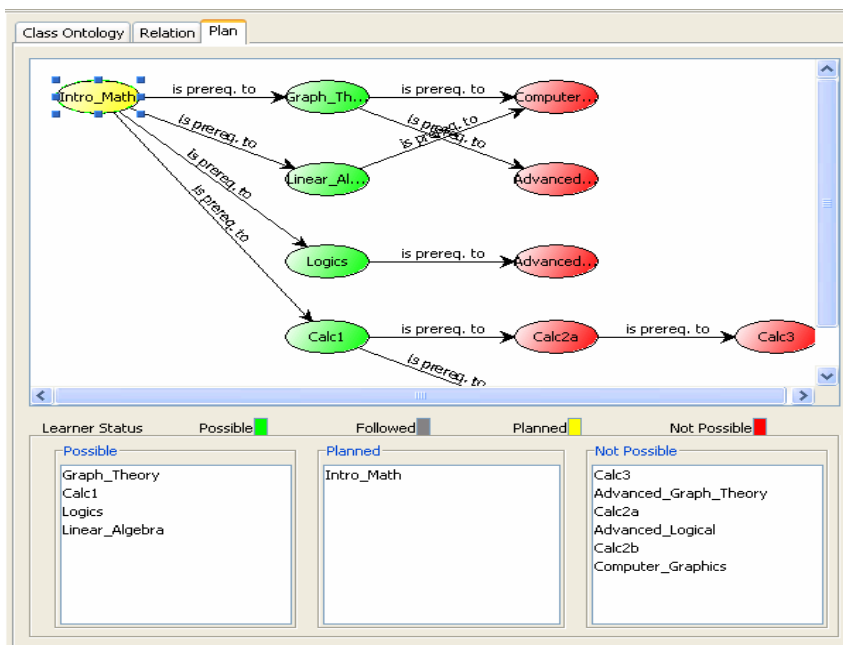 Class Ontology Relation Plan
Intro_Math is prereq. to Graph_Th... is prereq. to Computer...
is prereq. to is prereq. to is prereq. to
is prereq. to Linear_Al... Advanced...
is prereq. to
Logics is prereq. to Advanced...
Calc1 is prereq. to Calc2a is prereq. to Calc3
is prereq. to
Learner Status Possible Followed Planned Not Possible
Possible
Graph_Theory
Calc1
Logics
Linear_Algebra
Planned
Intro_Math
Not Possible
Calc3
Advanced_Graph_Theory
Calc2a
Advanced_Logical
Calc2b
Computer_Graphics